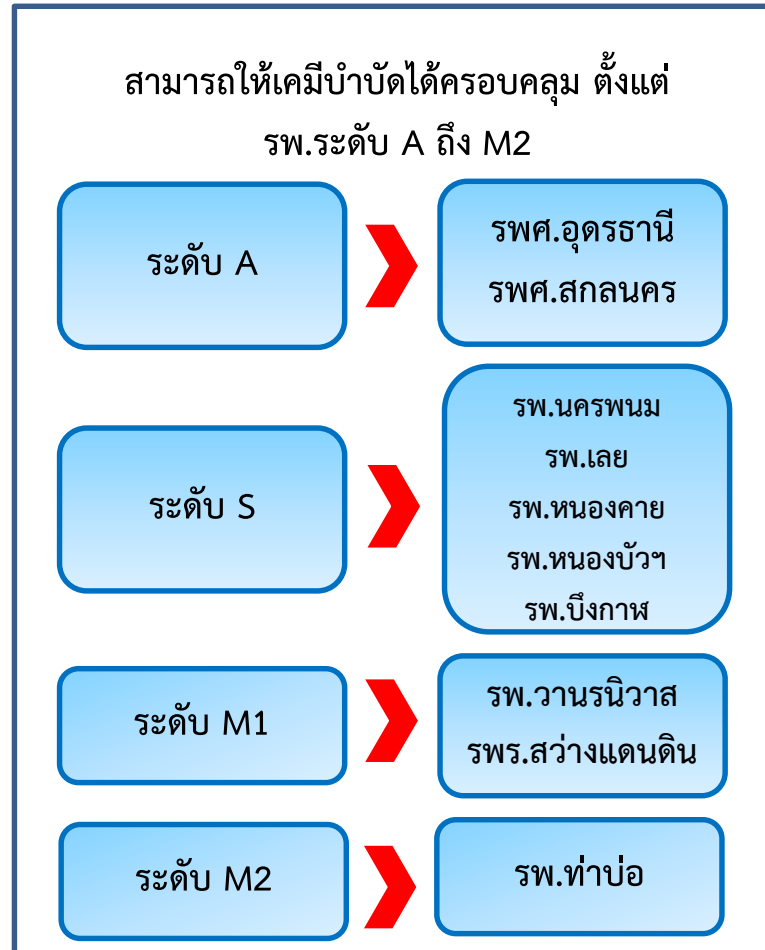 สามารถให้เคมีบำบัดได้ครอบคลุม ตั้งแต่
รพ.ระดับ A ถึง M2
ระดับ A
รพศ.อุดรธานี
รพศ.สกลนคร
ระดับ S
รพ.นครพนม
รพ.เลย
รพ.หนองคาย
รพ.หนองบัวฯ
รพ.บึงกาฬ
ระดับ M1
รพ.วานรนิวาส
รพร.สว่างแดนดิน
ระดับ M2
รพ.ท่าบ่อ